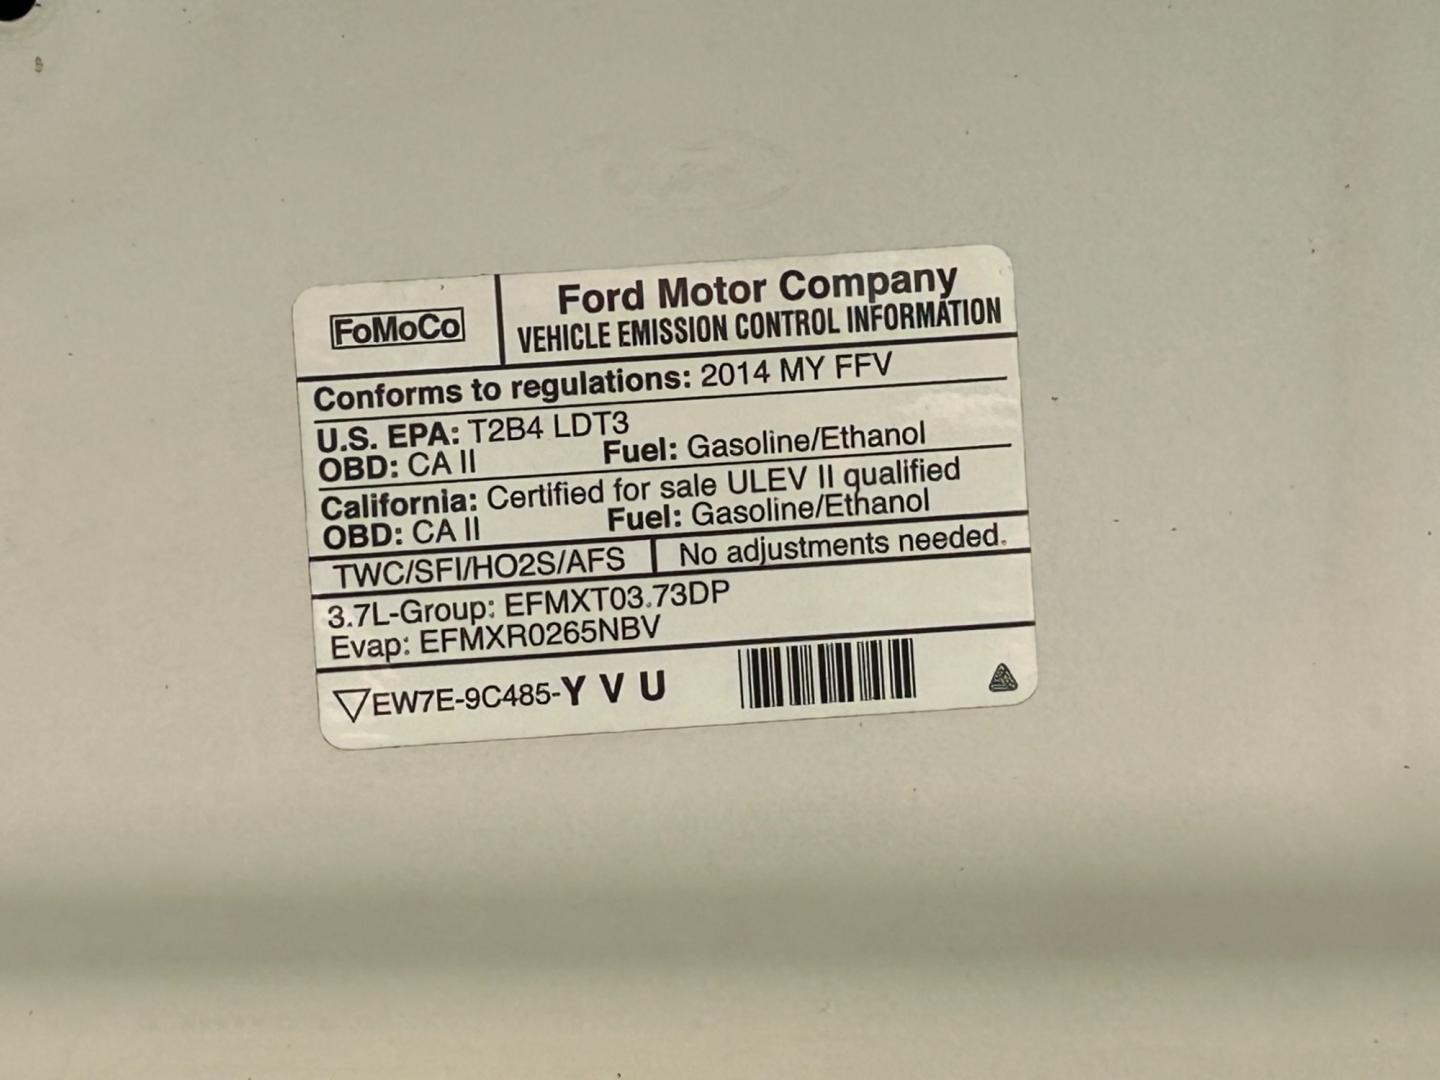 FoMoCo
Ford Motor Company
VEHICLE EMISSION CONTROL INFORMATION
Conforms to regulations: 2014 MY FFV
U.S. EPA: T2B4 LDT3
OBD: CA II Fuel: Gasoline/Ethanol
California: Certified for sale ULEV II qualified
OBD: CA II Fuel: Gasoline/Ethanol
TWC/SFI/HO2S/AFS No adjustments needed.
3.7L-Group: EFMXT03.73DP
Evap: EFMXR0265NBV
EW7E-9C485-Y V U